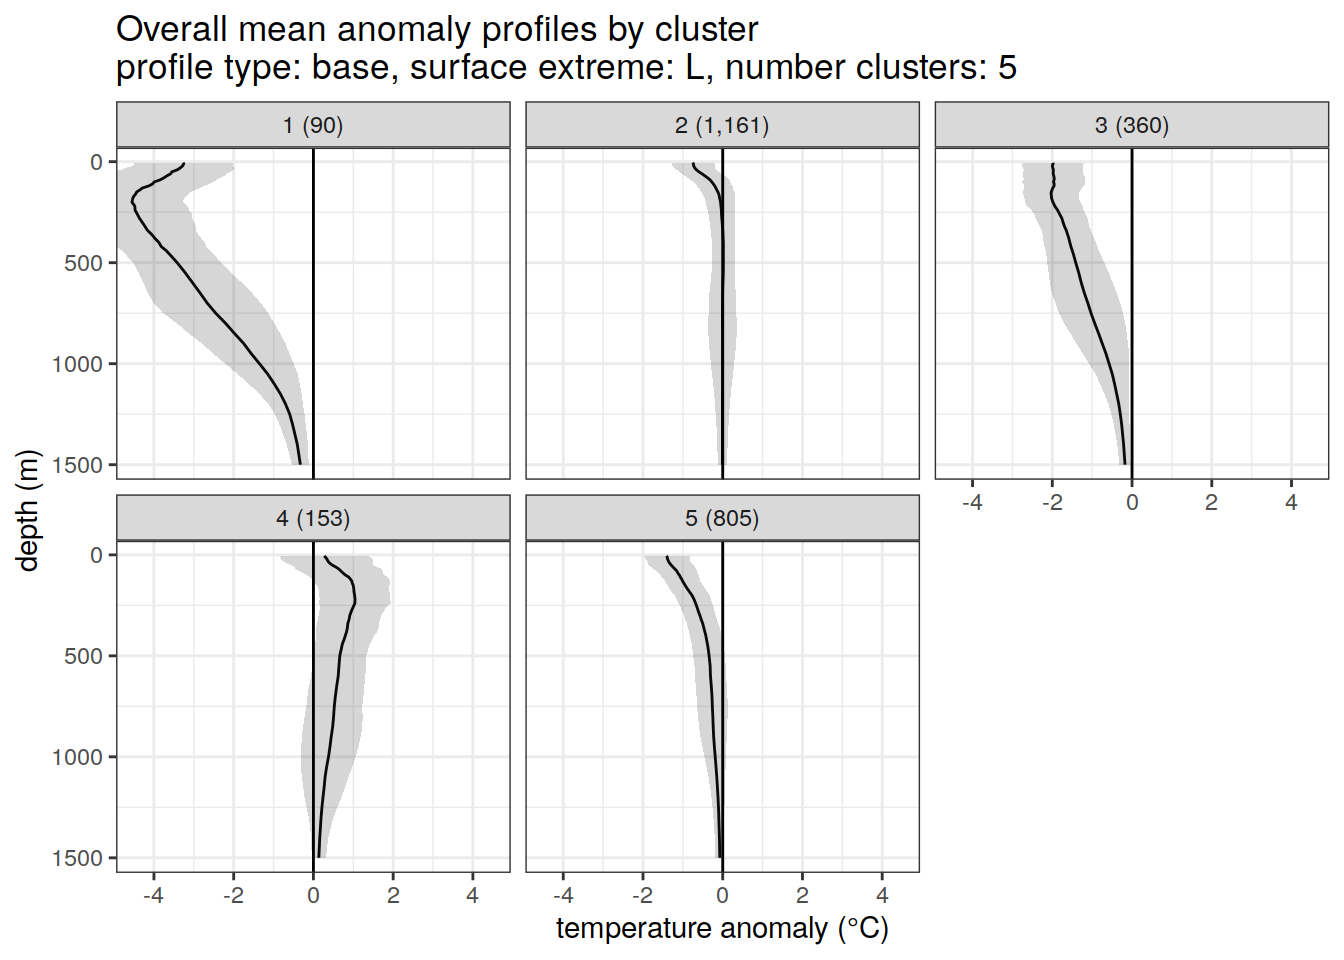 Overall mean anomaly profiles by cluster
profile type: base, surface extreme: L, number clusters: 5
1 (90)
2 (1,161)
3 (360)
0
500
1000
1500
-4 -2 0 2 4
4 (153)
5 (805)
0
500
1000
1500
-4 -2 0 2 4
-4 -2 0 2 4
depth (m)
temperature anomaly (°C)